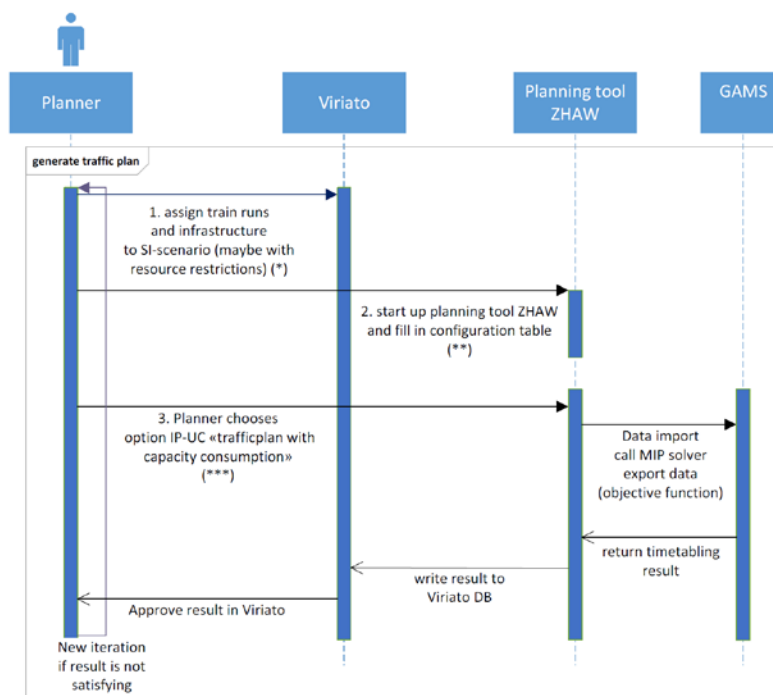 Planner
Viriato
Planning tool
ZHAW
GAMS
generate traffic plan
1. assign train runs
and infrastructure
to SI-scenario (maybe with
resource restrictions) (*)
2. start up planning tool ZHAW
and fill in configuration table
(**)
3. Planner chooses
option IP-UC «trafficplan with
capacity consumption»
(***)
Data import
call MIP solver
export data
(objective function)
return timetabling
result
write result to
Viriato DB
Approve result in Viriato
New iteration
if result is not
satisfying